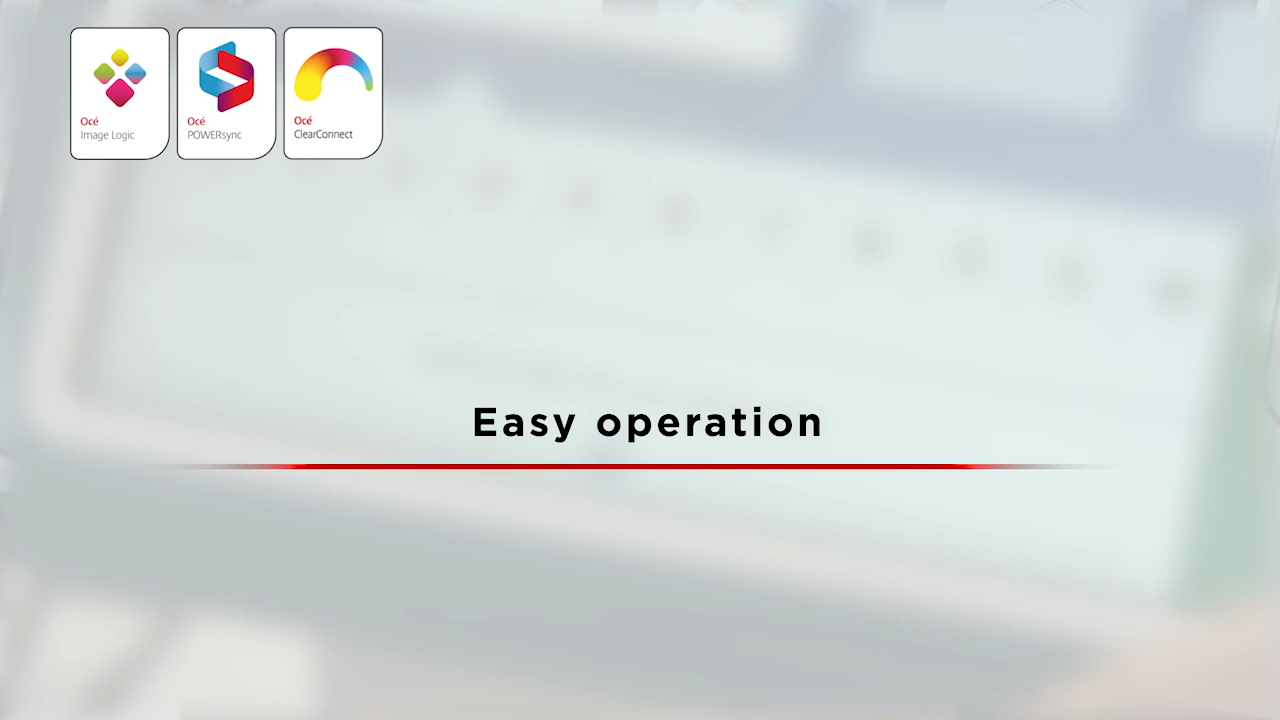 Océ
Image Logic
Océ
POWERsync
Océ
ClearConnect
Easy operation